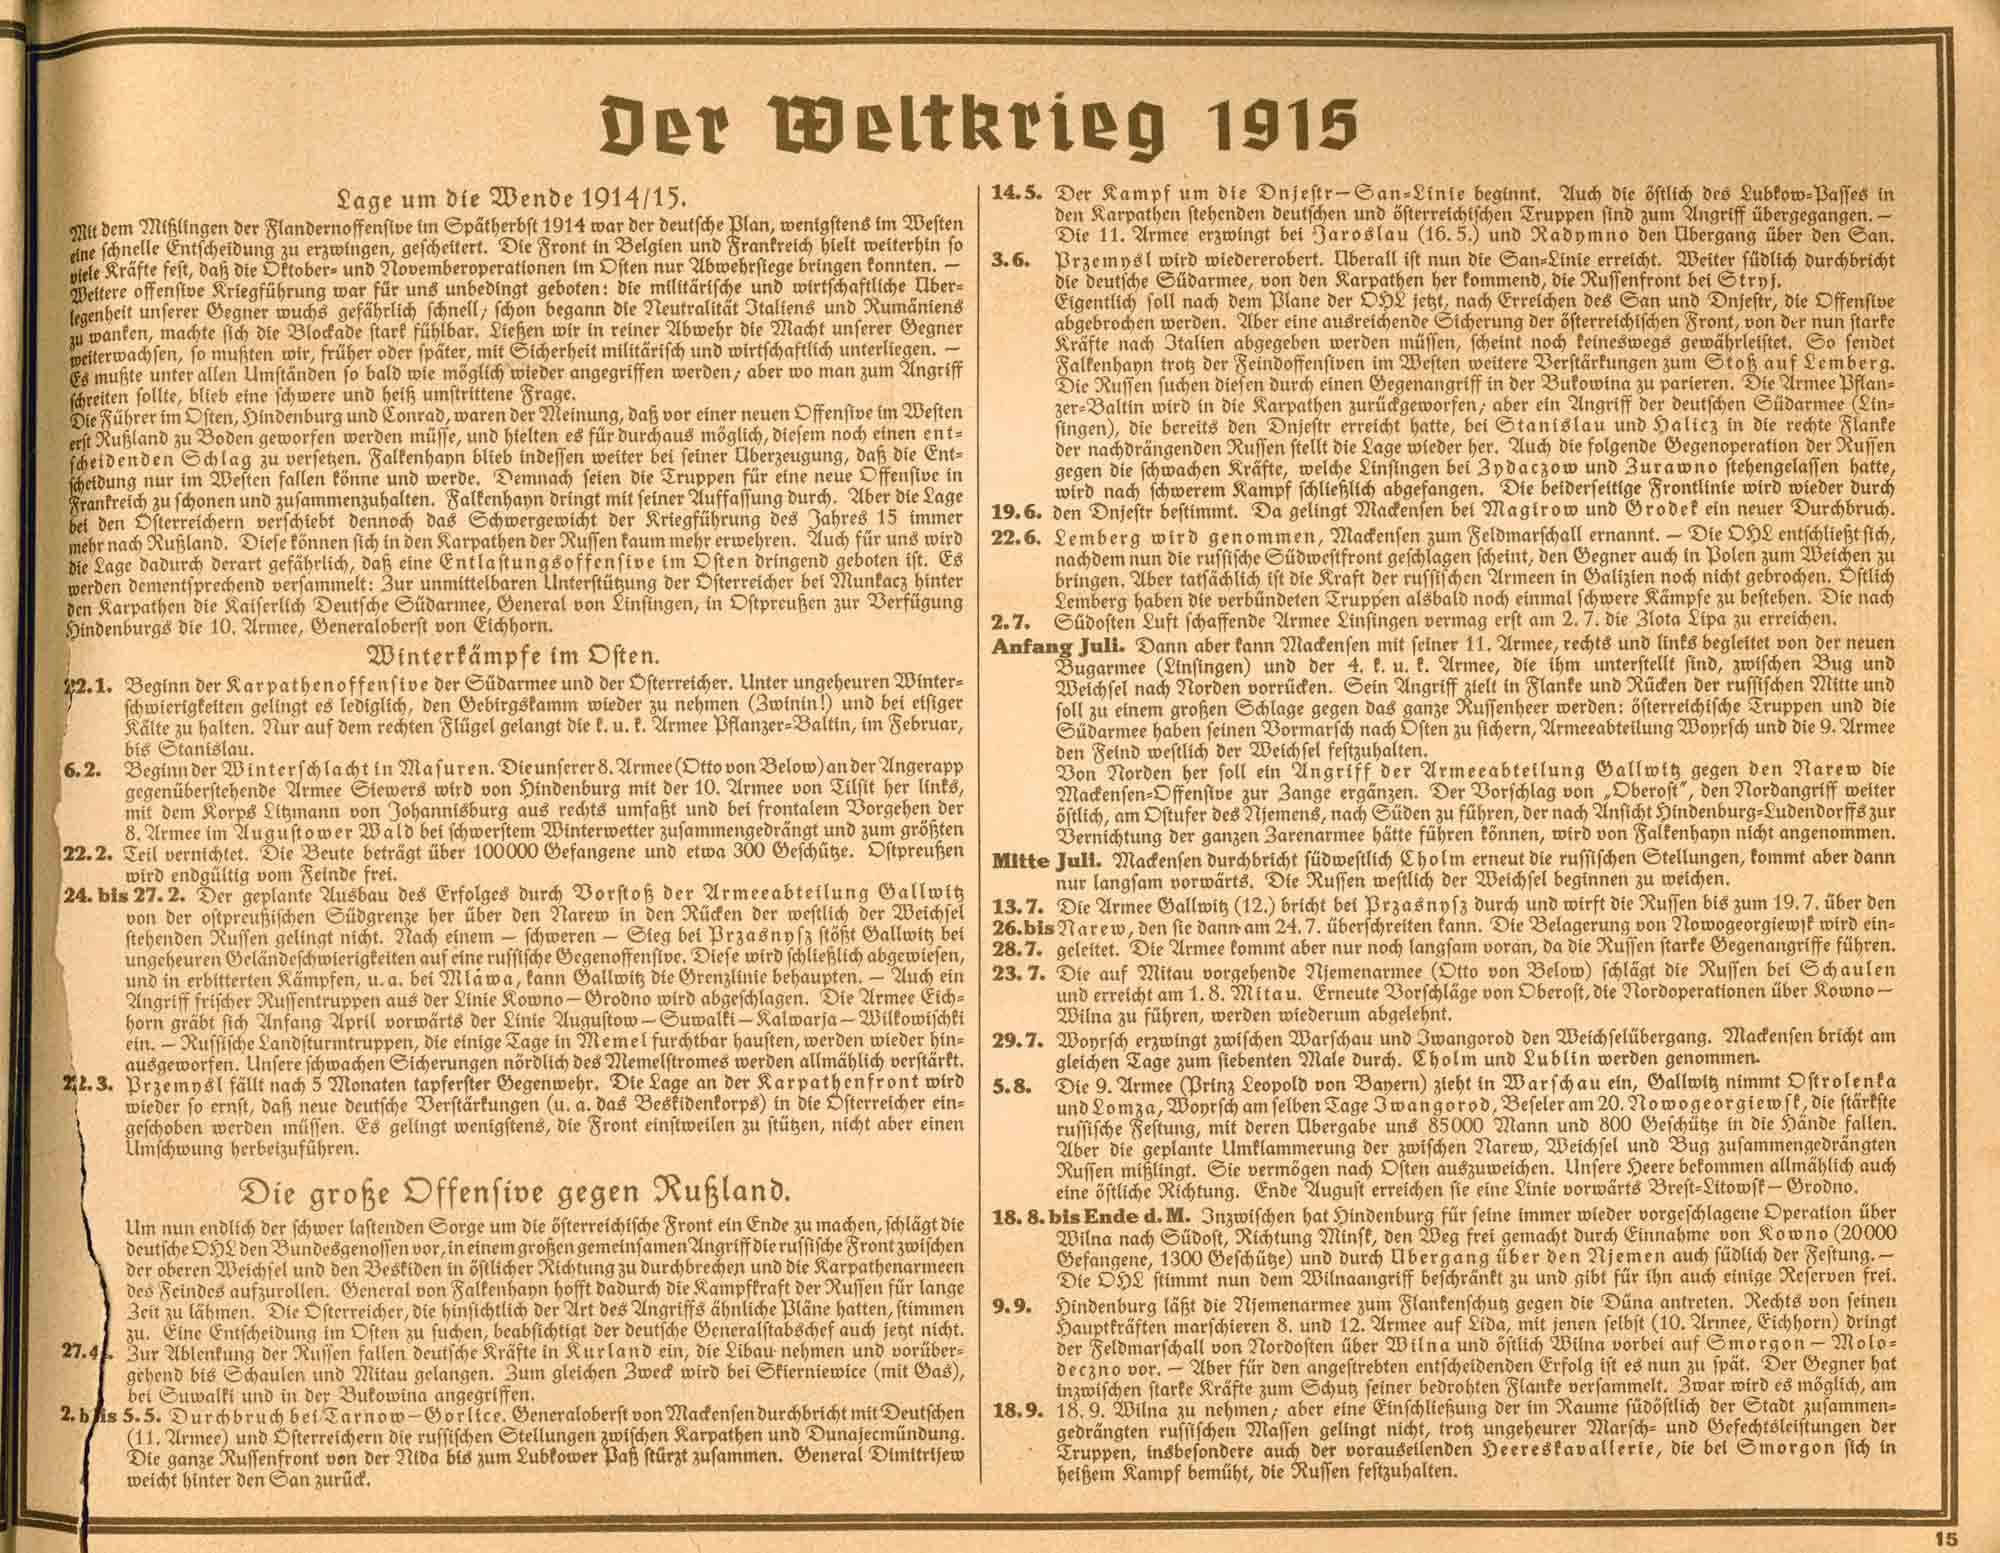 Der Weltkrieg 1915
Lage um die Wende 1914/15.
Mit dem Mißlingen der Flandernoffensive im Spätherbst 1914 war der deutsche Plan, wenigstens im Westen
eine schnelle Entscheidung zu erzwingen, gescheitert. Die Front in Belgien und Frankreich hielt weiterhin so
viele Kräfte fest, daß die Oktober- und Novemberoperationen im Osten nur Abwehrsiege bringen konnten. —
Weitere offensive Kriegführung war für uns unbedingt geboten: die militärische und wirtschaftliche Über-
legenheit unserer Gegner wuchs gefährlich schnell; schon begann die Neutralität Italiens und Rumäniens
zu wanken, machte sich die Blockade stark fühlbar. Ließen wir in reiner Abwehr die Macht unserer Gegner
weiterwachsen, so mußten wir, früher oder später, mit Sicherheit militärisch und wirtschaftlich unterliegen. —
Es mußte unter allen Umständen so bald wie möglich wieder angegriffen werden; aber wo man zum Angriff
schreiten sollte, blieb eine schwere und heiß umstrittene Frage.
Die Führer im Osten, Hindenburg und Conrad, waren der Meinung, daß vor einer neuen Offensive im Westen
erst Rußland zu Boden geworfen werden müsse, und hielten es für durchaus möglich, diesem noch einen ent-
scheidenden Schlag zu versetzen. Falkenhayn blieb indessen weiter bei seiner Überzeugung, daß die Ent-
scheidung nur im Westen fallen könne und werde. Demnach seien die Truppen für eine neue Offensive in
Frankreich zu schonen und zusammenzuhalten. Falkenhayn dringt mit seiner Auffassung durch. Aber die Lage
bei den Österreichern verschiebt dennoch das Schwergewicht der Kriegführung des Jahres 15 immer
mehr nach Rußland. Diese können sich in den Karpathen der Russen kaum mehr erwehren. Auch für uns wird
die Lage dadurch derart gefährlich, daß eine Entlastungsoffensive im Osten dringend geboten ist. Es
werden dementsprechend versammelt: Zur unmittelbaren Unterstützung der Österreicher bei Munkacz hinter
den Karpathen die Kaiserlich Deutsche Südarmee, General von Linsingen, in Ostpreußen zur Verfügung
Hindenburgs die 10. Armee, Generaloberst von Eichhorn.
Winterkämpfe im Osten.
22.1. Beginn der Karpathenoffensive der Südarmee und der Österreicher. Unter ungeheuren Winter-
schwierigkeiten gelingt es lediglich, den Gebirgskamm wieder zu nehmen (Zwinin!) und bei eisiger
Kälte zu halten. Nur auf dem rechten Flügel gelangt die k. u. k. Armee Pflanzer-Baltin, im Februar,
bis Stanislau.
6.2. Beginn der Winterschlacht in Masuren. Die unserer 8. Armee (Otto von Below) an der Angerapp
gegenüberstehende Armee Siewers wird von Hindenburg mit der 10. Armee von Tilsit her links,
mit dem Korps Litzmann von Johannisburg aus rechts umfaßt und bei frontalem Vorgehen der
8. Armee im Augustower Wald bei schwerstem Winterwetter zusammengedrängt und zum größten
22.2. Teil vernichtet. Die Beute beträgt über 100000 Gefangene und etwa 300 Geschütze. Ostpreußen
wird endgültig vom Feinde frei.
24. bis 27. 2. Der geplante Ausbau des Erfolges durch Vorstoß der Armeeabteilung Gallwitz
von der ostpreußischen Südgrenze her über den Narew in den Rücken der westlich der Weichsel
stehenden Russen gelingt nicht. Nach einem — schweren — Sieg bei Przasnysz stößt Gallwitz bei
ungeheuren Geländeschwierigkeiten auf eine russische Gegenoffensive. Diese wird schließlich abgewiesen,
und in erbitterten Kämpfen, u. a. bei Mlawa, kann Gallwitz die Grenzlinie behaupten. — Auch ein
Angriff frischer Russentruppen aus der Linie Kowno—Grodno wird abgeschlagen. Die Armee Eich-
horn gräbt sich Anfang April vorwärts der Linie Augustow—Suwalki—Kalwarja—Wilkowischki
ein. — Russische Landsturmtruppen, die einige Tage in Memel furchtbar hausten, werden wieder hin-
ausgeworfen. Unsere schwachen Sicherungen nördlich des Memelstromes werden allmählich verstärkt.
22.3. Przemysl fällt nach 5 Monaten tapferster Gegenwehr. Die Lage an der Karpathenfront wird
wieder so ernst, daß neue deutsche Verstärkungen (u. a. das Beskidenkorps) in die Österreicher ein-
geschoben werden müssen. Es gelingt wenigstens, die Front einstweilen zu stützen, nicht aber einen
Umschwung herbeizuführen.
Die große Offensive gegen Rußland.
Um nun endlich der schwer lastenden Sorge um die österreichische Front ein Ende zu machen, schlägt die
deutsche OHL den Bundesgenossen vor, in einem großen gemeinsamen Angriff die russische Front zwischen
der oberen Weichsel und den Beskiden in östlicher Richtung zu durchbrechen und die Karpathenarmeen
des Feindes aufzurollen. General von Falkenhayn hofft dadurch die Kampfkraft der Russen für lange
Zeit zu lähmen. Die Österreicher, die hinsichtlich der Art des Angriffs ähnliche Pläne hatten, stimmen
zu. Eine Entscheidung im Osten zu suchen, beabsichtigt der deutsche Generalstabschef auch jetzt nicht.
27.4. Zur Ablenkung der Russen fallen deutsche Kräfte in Kurland ein, die Libau nehmen und vorüber-
gehend bis Schaulen und Mitau gelangen. Zum gleichen Zweck wird bei Skierniewice (mit Gas),
bei Suwalki und in der Bukowina angegriffen.
2. bis 5.5. Durchbruch bei Tarnow—Gorlice. Generaloberst von Mackensen durchbricht mit Deutschen
(11. Armee) und Österreichern die russischen Stellungen zwischen Karpathen und Dunajecmündung.
Die ganze Russenfront von der Nida bis zum Lubkower Paß stürzt zusammen. General Dimitrijew
weicht hinter den San zurück.
14.5. Der Kampf um die Dnjestr—San-Linie beginnt. Auch die östlich des Lubkow-Passes in
den Karpathen stehenden deutschen und österreichischen Truppen sind zum Angriff übergegangen. —
Die 11. Armee erzwingt bei Jaroslau (16.5.) und Radymno den Übergang über den San.
3.6. Przemysl wird wiedererobert. Überall ist nun die San-Linie erreicht. Weiter südlich durchbricht
die deutsche Südarmee, von den Karpathen her kommend, die Russenfront bei Stryj.
Eigentlich soll nach dem Plane der OHL jetzt, nach Erreichen des San und Dnjestr, die Offensive
abgebrochen werden. Aber eine ausreichende Sicherung der österreichischen Front, von der nun starke
Kräfte nach Italien abgegeben werden müssen, scheint noch keineswegs gewährleistet. So sendet
Falkenhayn trotz der Feindoffensiven im Westen weitere Verstärkungen zum Stoß auf Lemberg.
Die Russen suchen diesen durch einen Gegenangriff in der Bukowina zu parieren. Die Armee Pflan-
zer-Baltin wird in die Karpathen zurückgeworfen; aber ein Angriff der deutschen Südarmee (Lin-
singen), die bereits den Dnjestr erreicht hatte, bei Stanislau und Halicz in die rechte Flanke
der nachdrängenden Russen stellt die Lage wieder her. Auch die folgende Gegenoperation der Russen
gegen die schwachen Kräfte, welche Linsingen bei Zydaczow und Zurawno stehengelassen hatte,
wird nach schwerem Kampf schließlich abgefangen. Die beiderseitige Frontlinie wird wieder durch
19.6. den Dnjestr bestimmt. Da gelingt Mackensen bei Magirow und Grodek ein neuer Durchbruch.
22.6. Lemberg wird genommen, Mackensen zum Feldmarschall ernannt. — Die OHL entschließt sich,
nachdem nun die russische Südwestfront geschlagen scheint, den Gegner auch in Polen zum Weichen zu
bringen. Aber tatsächlich ist die Kraft der russischen Armeen in Galizien noch nicht gebrochen. Östlich
Lemberg haben die verbündeten Truppen alsbald noch einmal schwere Kämpfe zu bestehen. Die nach
2.7. Südosten Luft schaffende Armee Linsingen vermag erst am 2. 7. die Zlota Lipa zu erreichen.
Anfang Juli. Dann aber kann Mackensen mit seiner 11. Armee, rechts und links begleitet von der neuen
Bugarmee (Linsingen) und der 4. k. u. k. Armee, die ihm unterstellt sind, zwischen Bug und
Weichsel nach Norden vorrücken. Sein Angriff zielt in Flanke und Rücken der russischen Mitte und
soll zu einem großen Schlage gegen das ganze Russenheer werden: österreichische Truppen und die
Südarmee haben seinen Vormarsch nach Osten zu sichern, Armeeabteilung Woyrsch und die 9. Armee
den Feind westlich der Weichsel festzuhalten.
Von Norden her soll ein Angriff der Armeeabteilung Gallwitz gegen den Narew die
Mackensen-Offensive zur Zange ergänzen. Der Vorschlag von „Oberost“, den Nordangriff weiter
östlich, am Ostufer des Njemens, nach Süden zu führen, der nach Ansicht Hindenburg-Ludendorffs zur
Vernichtung der ganzen Zarenarmee hätte führen können, wird von Falkenhayn nicht angenommen.
Mitte Juli. Mackensen durchbricht südwestlich Cholm erneut die russischen Stellungen, kommt aber dann
nur langsam vorwärts. Die Russen westlich der Weichsel beginnen zu weichen.
13.7. Die Armee Gallwitz (12.) bricht bei Przasnysz durch und wirft die Russen bis zum 19. 7. über den
26.bis Narew, den sie dann am 24. 7. überschreiten kann. Die Belagerung von Nowogeorgiewsk wird ein-
28.7. geleitet. Die Armee kommt aber nur noch langsam voran, da die Russen starke Gegenangriffe führen.
23.7. Die auf Mitau vorgehende Njemenarmee (Otto von Below) schlägt die Russen bei Schaulen
und erreicht am 1. 8. Mitau. Erneute Vorschläge von Oberost, die Nordoperationen über Kowno—
Wilna zu führen, werden wiederum abgelehnt.
29.7. Woyrsch erzwingt zwischen Warschau und Iwangorod den Weichselübergang. Mackensen bricht am
gleichen Tage zum siebenten Male durch. Cholm und Lublin werden genommen.
5.8. Die 9. Armee (Prinz Leopold von Bayern) zieht in Warschau ein, Gallwitz nimmt Ostrolenka
und Lomza, Woyrsch am selben Tage Iwangorod, Beseler am 20. Nowogeorgiewsk, die stärkste
russische Festung, mit deren Übergabe uns 85000 Mann und 800 Geschütze in die Hände fallen.
Aber die geplante Umklammerung der zwischen Narew, Weichsel und Bug zusammengedrängten
Russen mißlingt. Sie vermögen nach Osten auszuweichen. Unsere Heere bekommen allmählich auch
eine östliche Richtung. Ende August erreichen sie eine Linie vorwärts Brest-Litowsk—Grodno.
18. 8. bis Ende d. M. Inzwischen hat Hindenburg für seine immer wieder vorgeschlagene Operation über
Wilna nach Südost, Richtung Minsk, den Weg frei gemacht durch Einnahme von Kowno (20000
Gefangene, 1300 Geschütze) und durch Übergang über den Njemen auch südlich der Festung. —
Die OHL stimmt nun dem Wilnaangriff beschränkt zu und gibt für ihn auch einige Reserven frei.
9.9. Hindenburg läßt die Njemenarmee zum Flankenschutz gegen die Düna antreten. Rechts von seinen
Hauptkräften marschieren 8. und 12. Armee auf Lida, mit jenen selbst (10. Armee, Eichhorn) dringt
der Feldmarschall von Nordosten über Wilna und östlich Wilna vorbei auf Smorgon—Molo-
deczno vor. — Aber für den angestrebten entscheidenden Erfolg ist es nun zu spät. Der Gegner hat
inzwischen starke Kräfte zum Schutz seiner bedrohten Flanke versammelt. Zwar wird es möglich, am
18.9. 18. 9. Wilna zu nehmen; aber eine Einschließung der im Raume südöstlich der Stadt zusammen-
gedrängten russischen Massen gelingt nicht, trotz ungeheurer Marsch- und Gefechtsleistungen der
Truppen, insbesondere auch der vorauseilenden Heereskavallerie, die bei Smorgon sich in
heißem Kampf bemüht, die Russen festzuhalten.
15